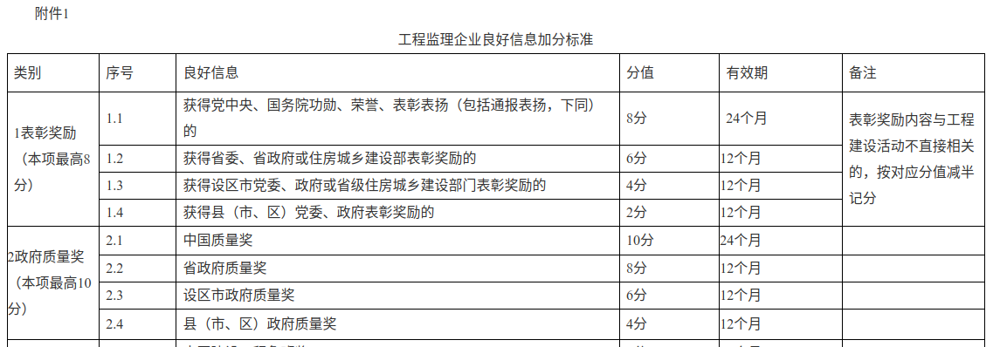 附件1
工程监理企业良好信息加分标准
类别 序号 良好信息 分值 有效期 备注
1表彰奖励
（本项最高8
分）
1.1 获得党中央、国务院功勋、荣誉、表彰表扬（包括通报表扬，下同）
的 8分 24个月
1.2 获得省委、省政府或住房城乡建设部表彰奖励的 6分 12个月
1.3 获得设区市党委、政府或省级住房城乡建设部门表彰奖励的 4分 12个月
1.4 获得县（市、区）党委、政府表彰奖励的 2分 12个月
表彰奖励内容与工程
建设活动不直接相关
的，按对应分值减半
记分
2政府质量奖
（本项最高10
分）
2.1 中国质量奖 10分 24个月
2.2 省政府质量奖 8分 12个月
2.3 设区市政府质量奖 6分 12个月
2.4 县（市、区）政府质量奖 4分 12个月